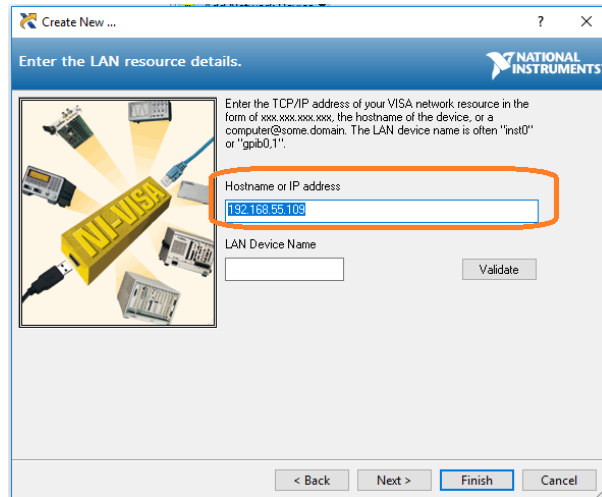 Create New ...
?
Enter the LAN resource details.
NATIONAL
INSTRUMENTS
Enter the TCP/IP address of your VISA network resource in the
form of xxx.xxx.xxx.xxx, the hostname of the device, or a
computer@some.domain. The LAN device name is often "inst0"
or "gpib0,1".
NI-VISA
Hostname or IP address
192.168.55.109
LAN Device Name
Validate
< Back
Next >
Finish
Cancel